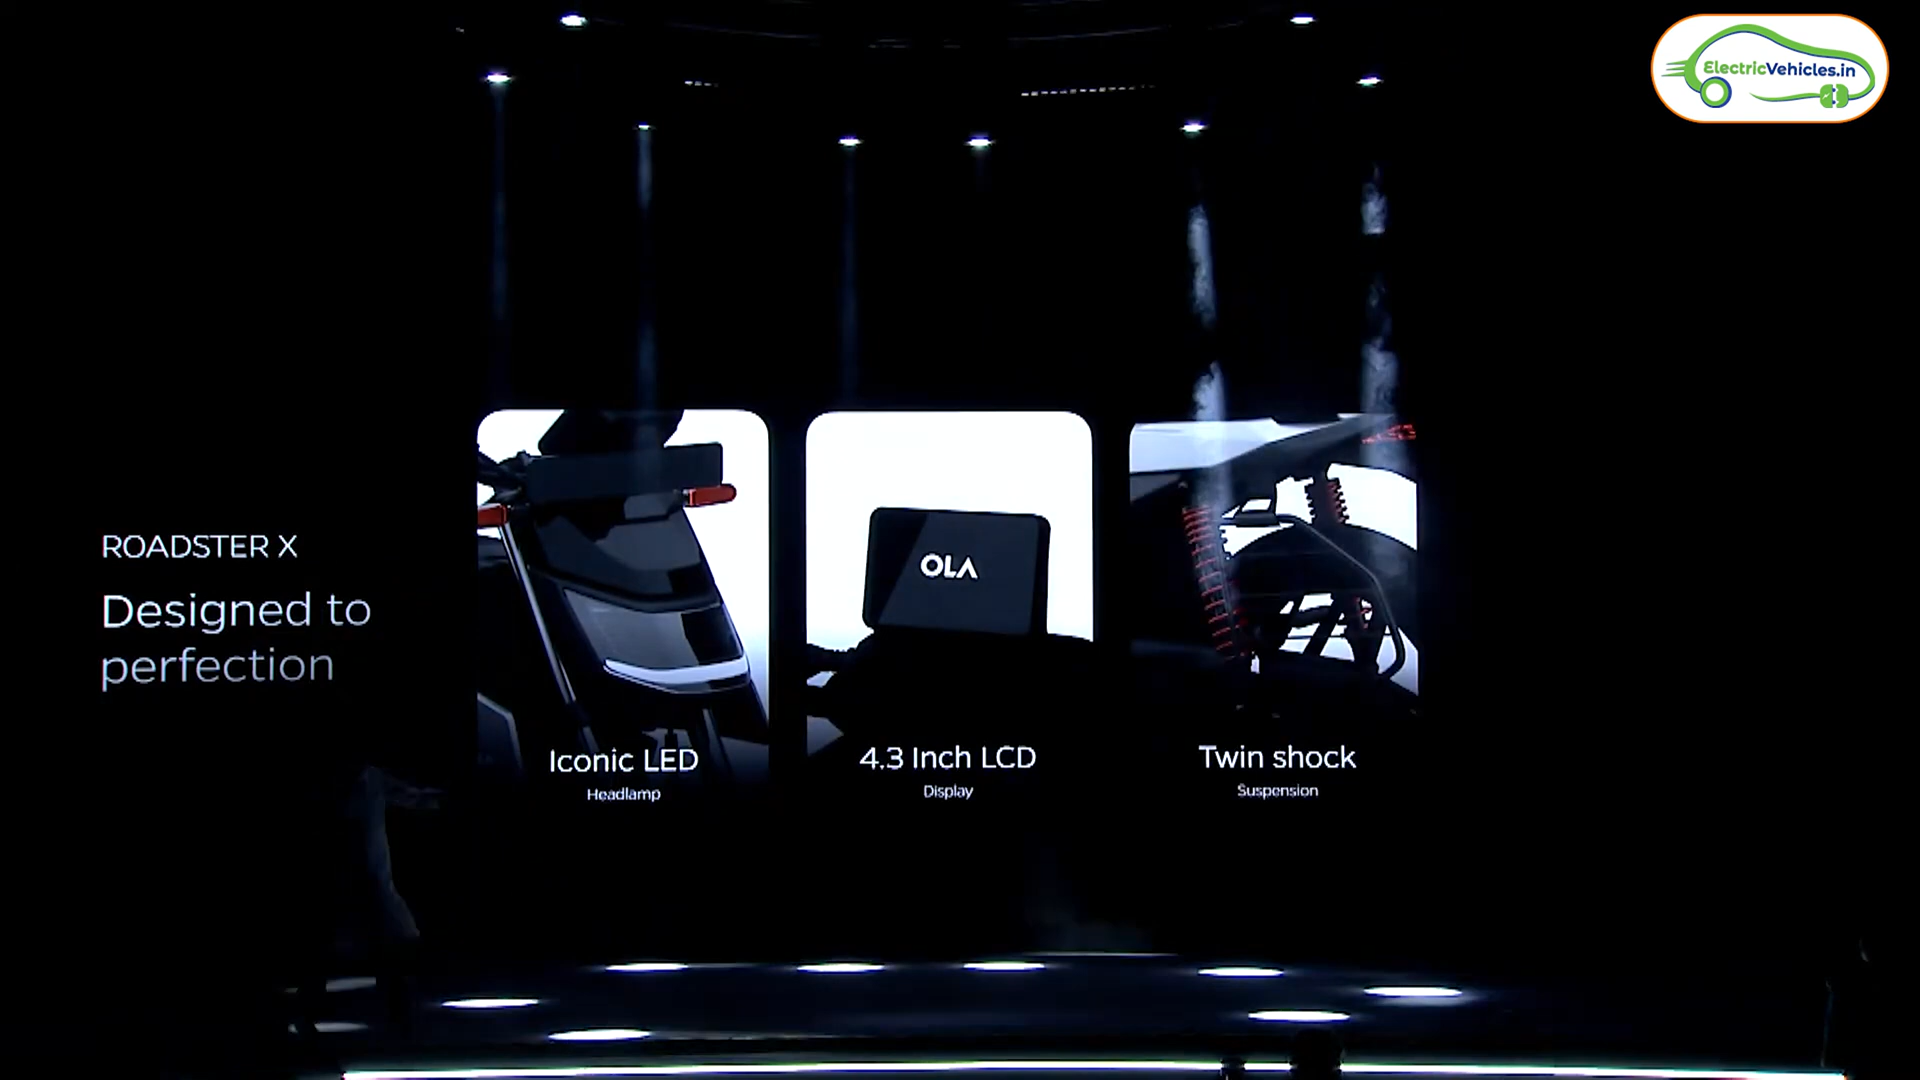 ElectricVehicles.in
ROADSTER X
Designed to
perfection
OLA
Iconic LED
Headlamp
4.3 Inch LCD
Display
Twin shock
Suspension